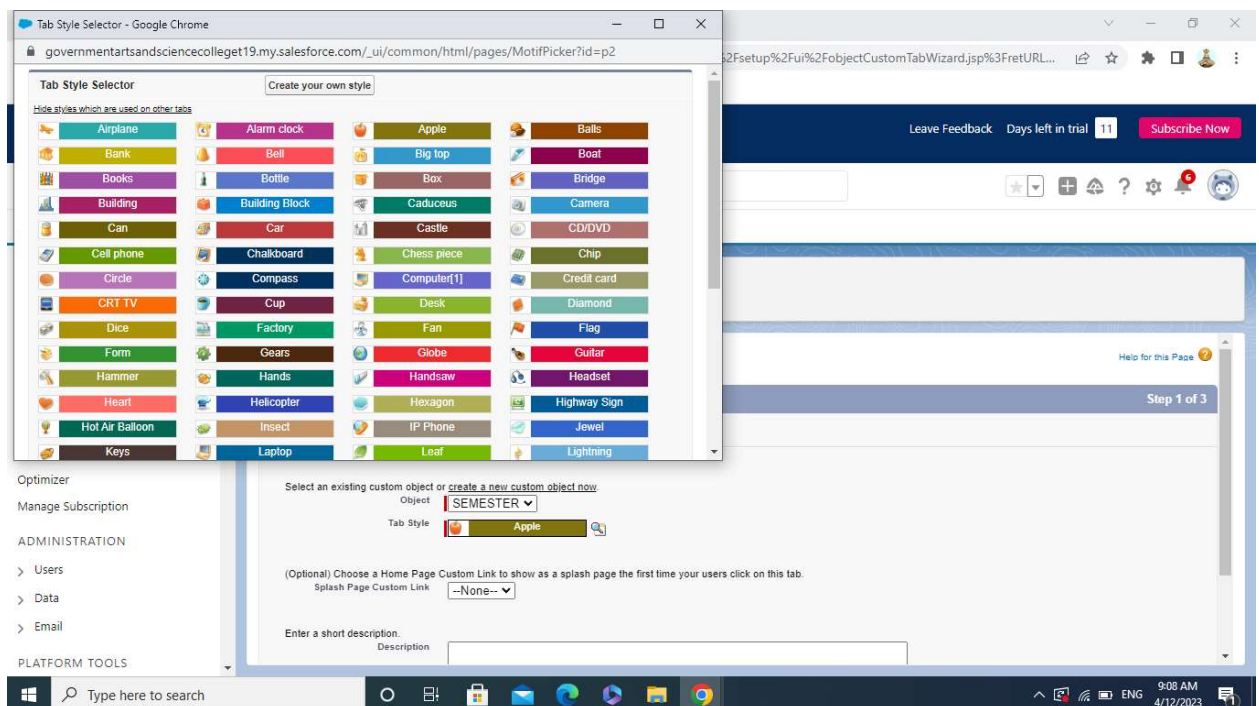 Tab Style Selector - Google Chrome
governmentartsandsciencecolleget19.my.salesforce.com/_ui/common/html/pages/MotifPicker?id=p2
%2Fsetup%2Fui%2FobjectCustomTabWizard.jsp%3FretURL...
Tab Style Selector Create your own style
Hide styles which are used on other tabs
Airplane Alarm clock Apple Balls
Bank Bell Big top Boat
Books Bottle Box Bridge
Building Building Block Caduceus Camera
Can Car Castle CD/DVD
Cell phone Chalkboard Chess piece Chip
Circle Compass Computer[1] Credit card
CRT TV Cup Desk Diamond
Dice Factory Fan Flag
Form Gears Globe Guitar
Hammer Hands Handsaw Headset
Heart Helicopter Hexagon Highway Sign
Hot Air Balloon Insect IP Phone Jewel
Keys Laptop Leaf Lightning
Leave Feedback Days left in trial 11 Subscribe Now
6
Help for this Page
Step 1 of 3
Optimizer
Manage Subscription
ADMINISTRATION
Users
Data
Email
PLATFORM TOOLS
Select an existing custom object or create a new custom object now.
Object SEMESTER
Tab Style Apple
(Optional) Choose a Home Page Custom Link to show as a splash page the first time your users click on this tab.
Splash Page Custom Link --None--
Enter a short description.
Description
Type here to search
ENG
9:08 AM
4/12/2023
1